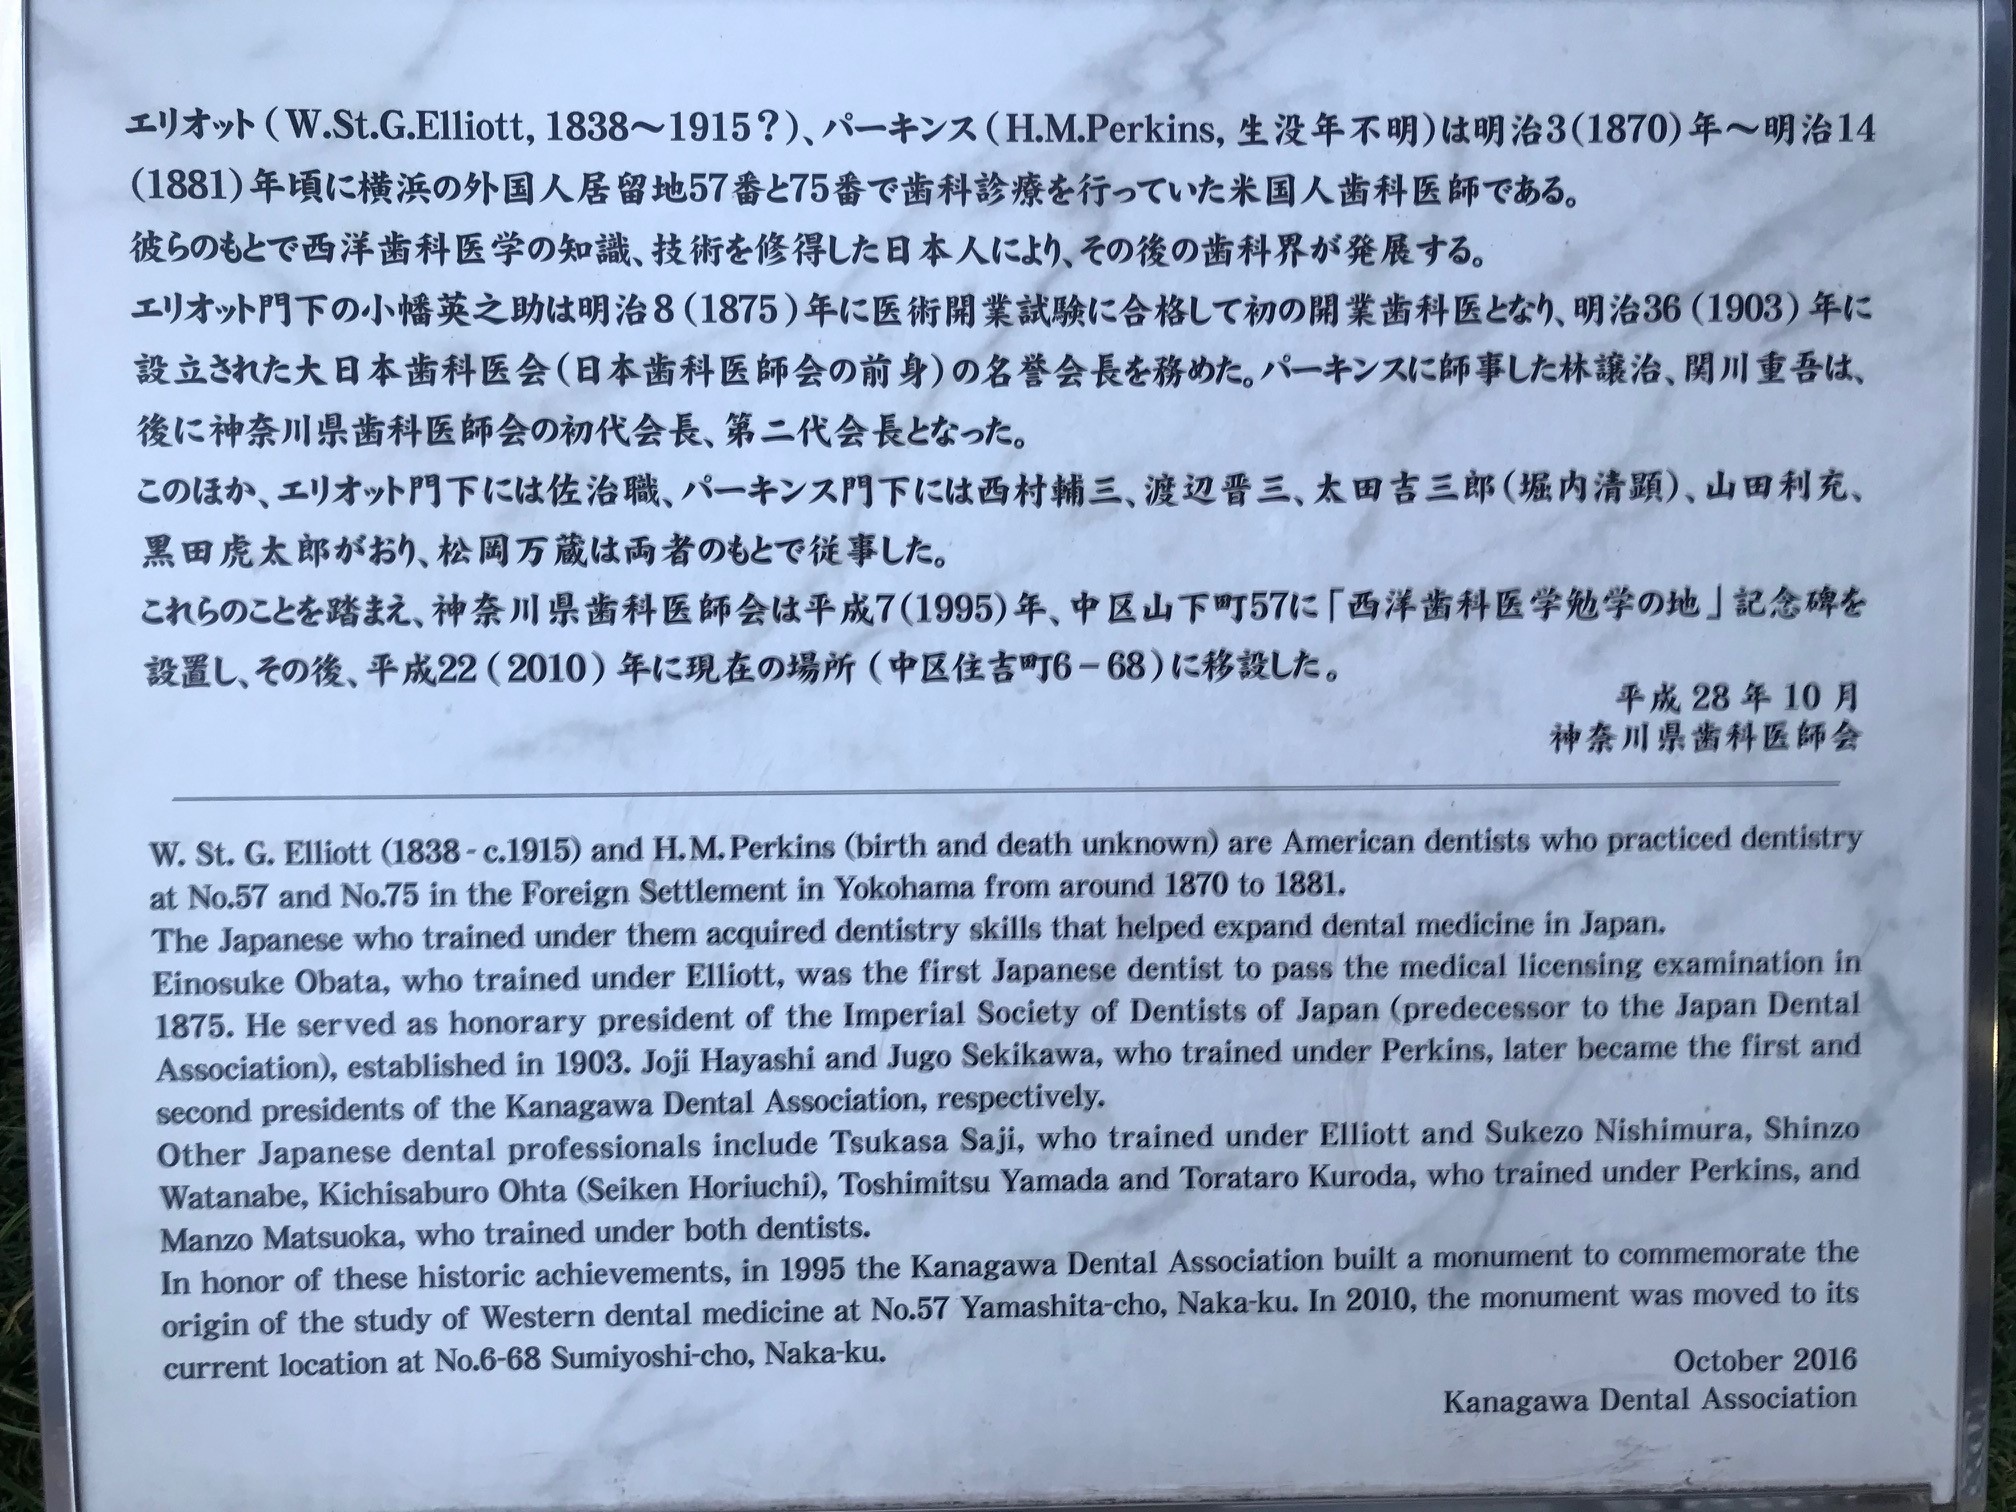 エリオット(W.St.G.Elliott, 1838～1915?)、パーキンス(H.M.Perkins, 生没年不明)は明治3(1870)年～明治14
(1881)年頃に横浜の外国人居留地57番と75番で歯科診療を行っていた米国人歯科医師である。
彼らのもとで西洋歯科医学の知識、技術を修得した日本人により、その後の歯科界が発展する。
エリオット門下の小幡英之助は明治8(1875)年に医術開業試験に合格して初の開業歯科医となり、明治36(1903)年に
設立された大日本歯科医会(日本歯科医師会の前身)の名誉会長を務めた。パーキンスに師事した林譲治、関川重吾は、
後に神奈川県歯科医師会の初代会長、第二代会長となった。
このほか、エリオット門下には佐治職、パーキンス門下には西村輔三、渡辺晋三、太田吉三郎(堀内清顕)、山田利充、
黒田虎太郎がおり、松岡万蔵は両者のもとで従事した。
これらのことを踏まえ、神奈川県歯科医師会は平成7(1995)年、中区山下町57に「西洋歯科医学勉学の地」記念碑を
設置し、その後、平成22(2010)年に現在の場所(中区住吉町6-68)に移設した。
平成28年10月
神奈川県歯科医師会
W. St. G. Elliott (1838 - c.1915) and H.M.Perkins (birth and death unknown) are American dentists who practiced dentistry
at No.57 and No.75 in the Foreign Settlement in Yokohama from around 1870 to 1881.
The Japanese who trained under them acquired dentistry skills that helped expand dental medicine in Japan.
Einosuke Obata, who trained under Elliott, was the first Japanese dentist to pass the medical licensing examination in
1875. He served as honorary president of the Imperial Society of Dentists of Japan (predecessor to the Japan Dental
Association), established in 1903. Joji Hayashi and Jugo Sekikawa, who trained under Perkins, later became the first and
second presidents of the Kanagawa Dental Association, respectively.
Other Japanese dental professionals include Tsukasa Saji, who trained under Elliott and Sukezo Nishimura, Shinzo
Watanabe, Kichisaburo Ohta (Seiken Horiuchi), Toshimitsu Yamada and Torataro Kuroda, who trained under Perkins, and
Manzo Matsuoka, who trained under both dentists.
In honor of these historic achievements, in 1995 the Kanagawa Dental Association built a monument to commemorate the
origin of the study of Western dental medicine at No.57 Yamashita-cho, Naka-ku. In 2010, the monument was moved to its
current location at No.6-68 Sumiyoshi-cho, Naka-ku.
October 2016
Kanagawa Dental Association